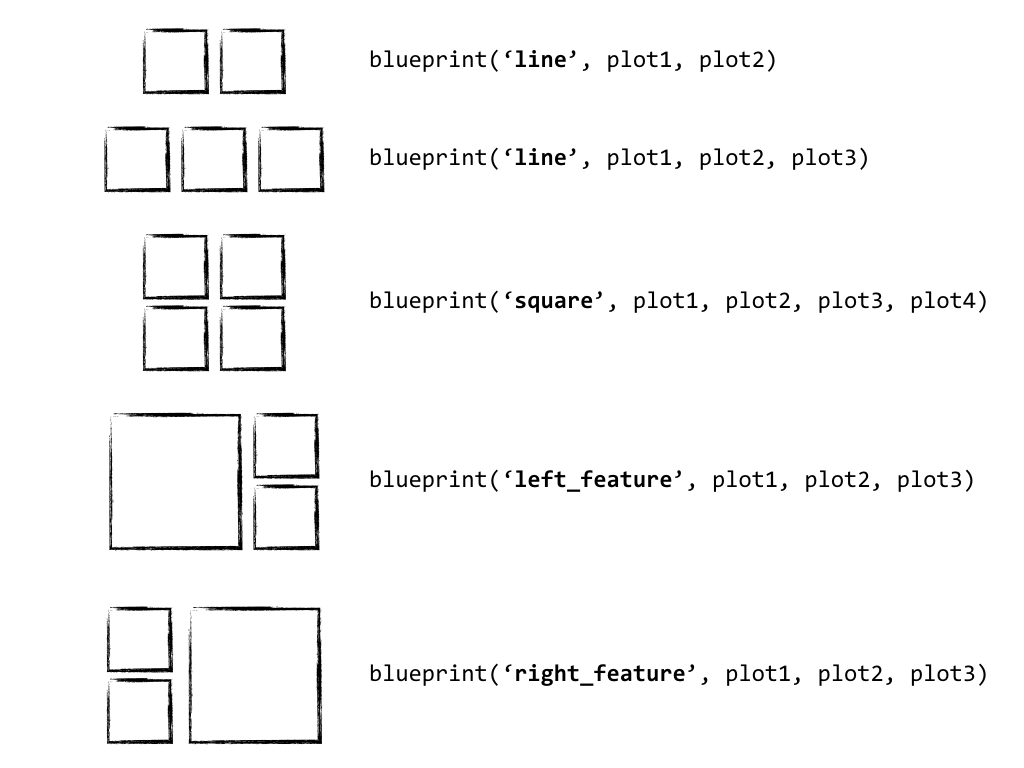 blueprint(‘line’, plot1, plot2)
blueprint(‘line’, plot1, plot2, plot3)
blueprint(‘square’, plot1, plot2, plot3, plot4)
blueprint(‘left_feature’, plot1, plot2, plot3)
blueprint(‘right_feature’, plot1, plot2, plot3)